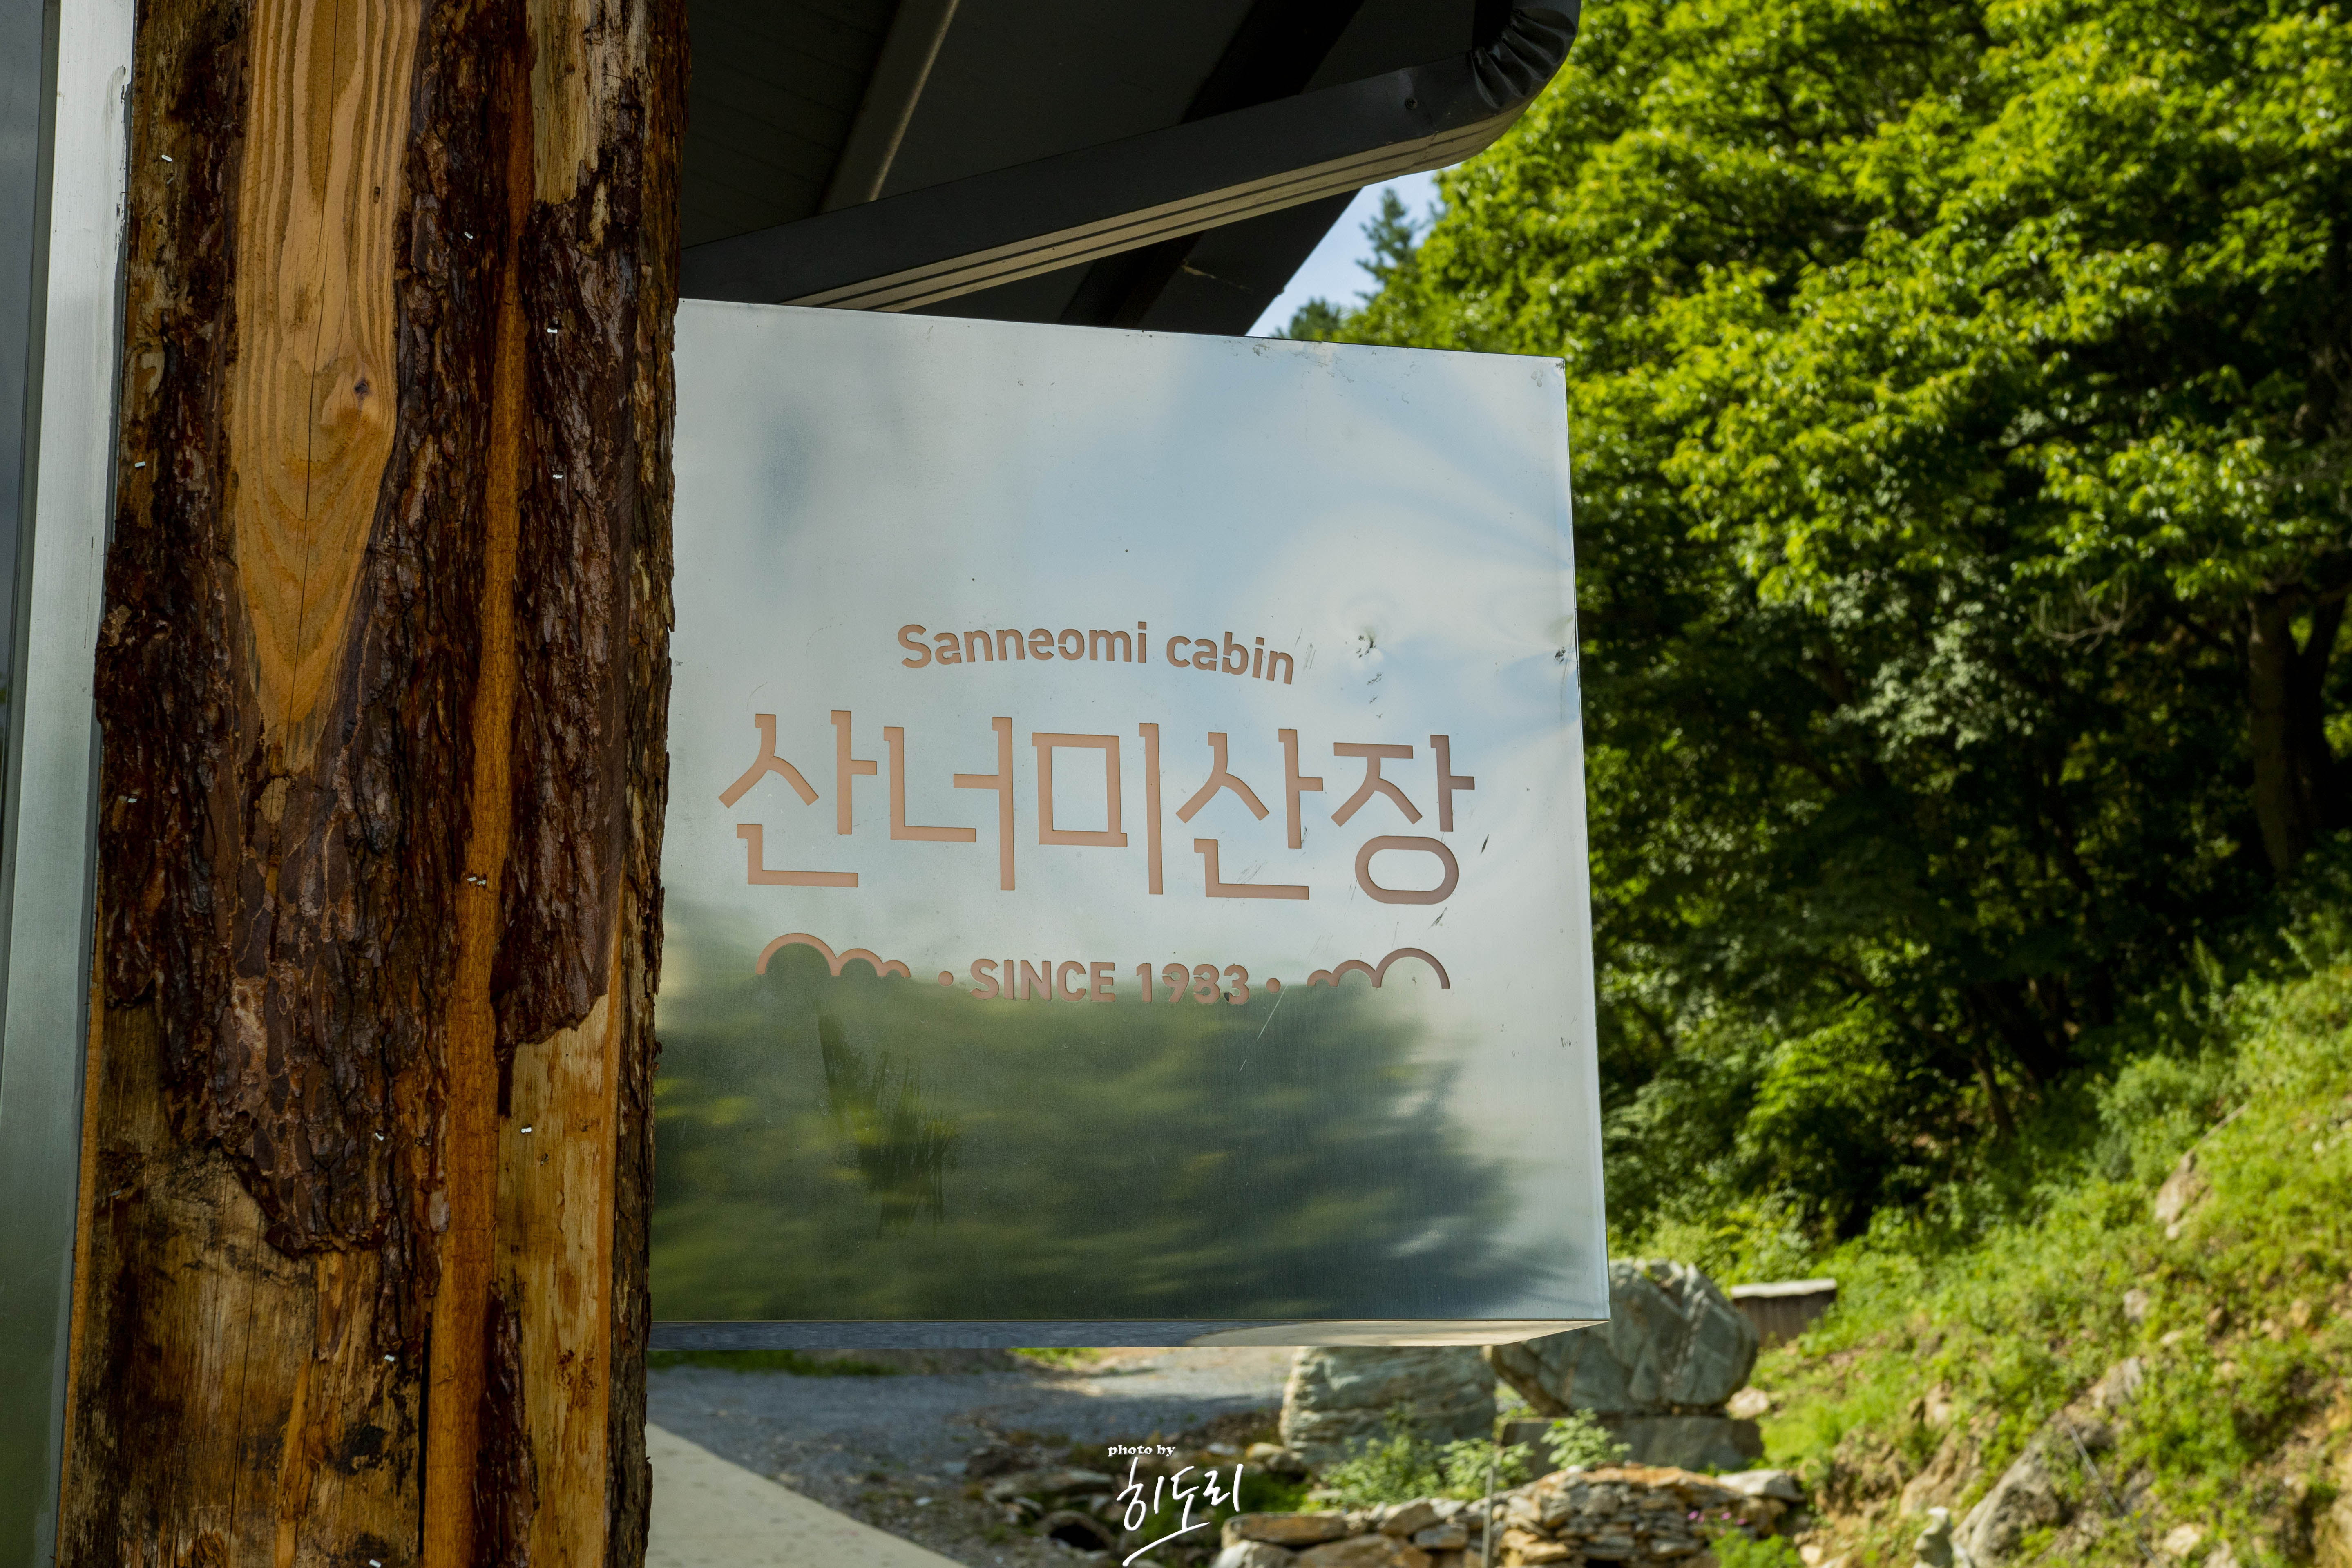 Sanneomi cabin
산너미산장
· SINCE 1983 ·
photo by
히도리